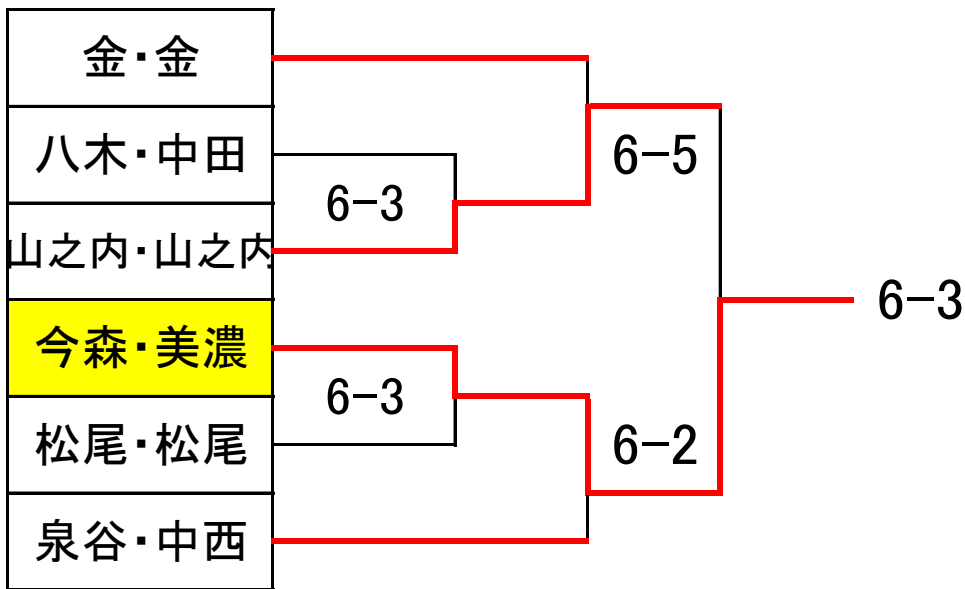 金・金
八木・中田
6-3
山之内・山之内
今森・美濃
6-3
松尾・松尾
泉谷・中西
6-5
6-2
6-3